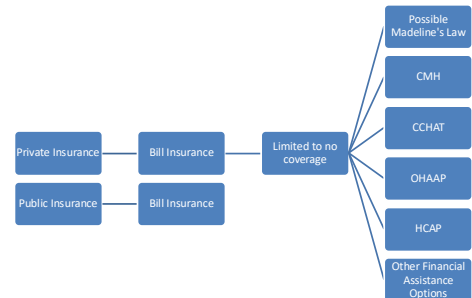 Possible
Madeline's Law
CMH
CCHAT
Private Insurance
Bill Insurance
Limited to no
coverage
OHAAP
Public Insurance
Bill Insurance
HCAP
Other Financial
Assistance
Options